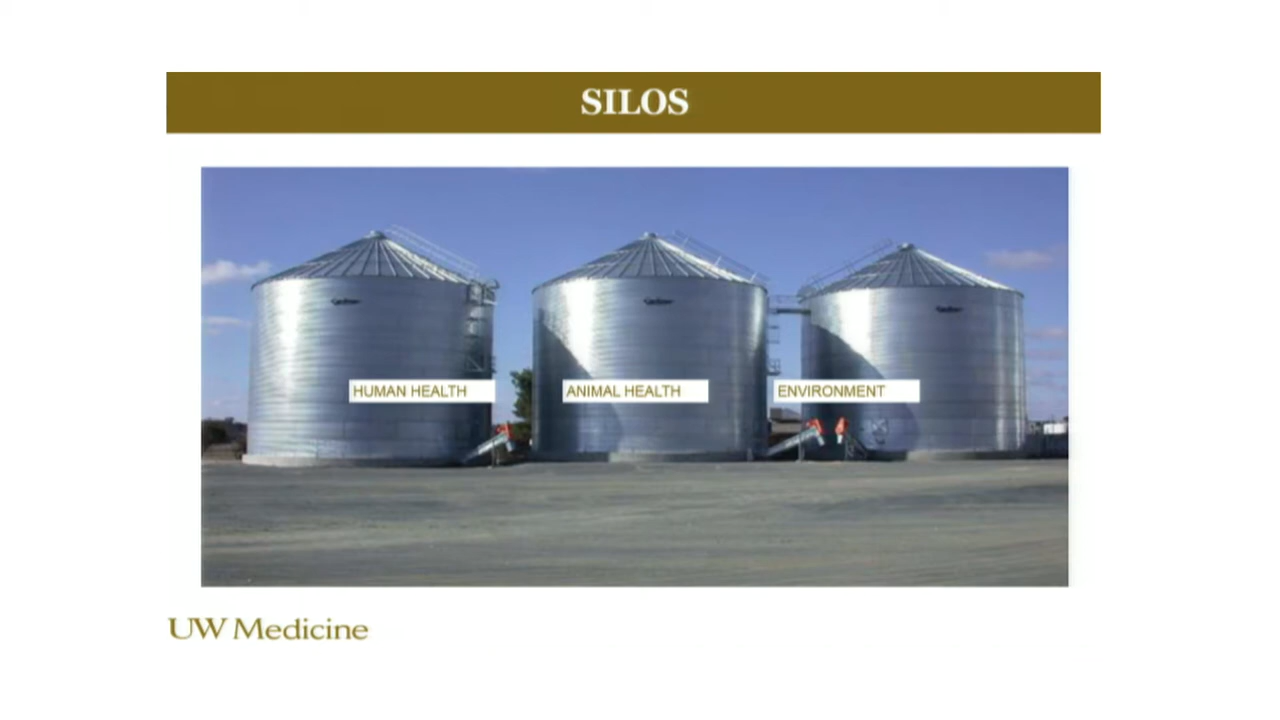 SILOS
HUMAN HEALTH
ANIMAL HEALTH
ENVIRONMENT
UW Medicine